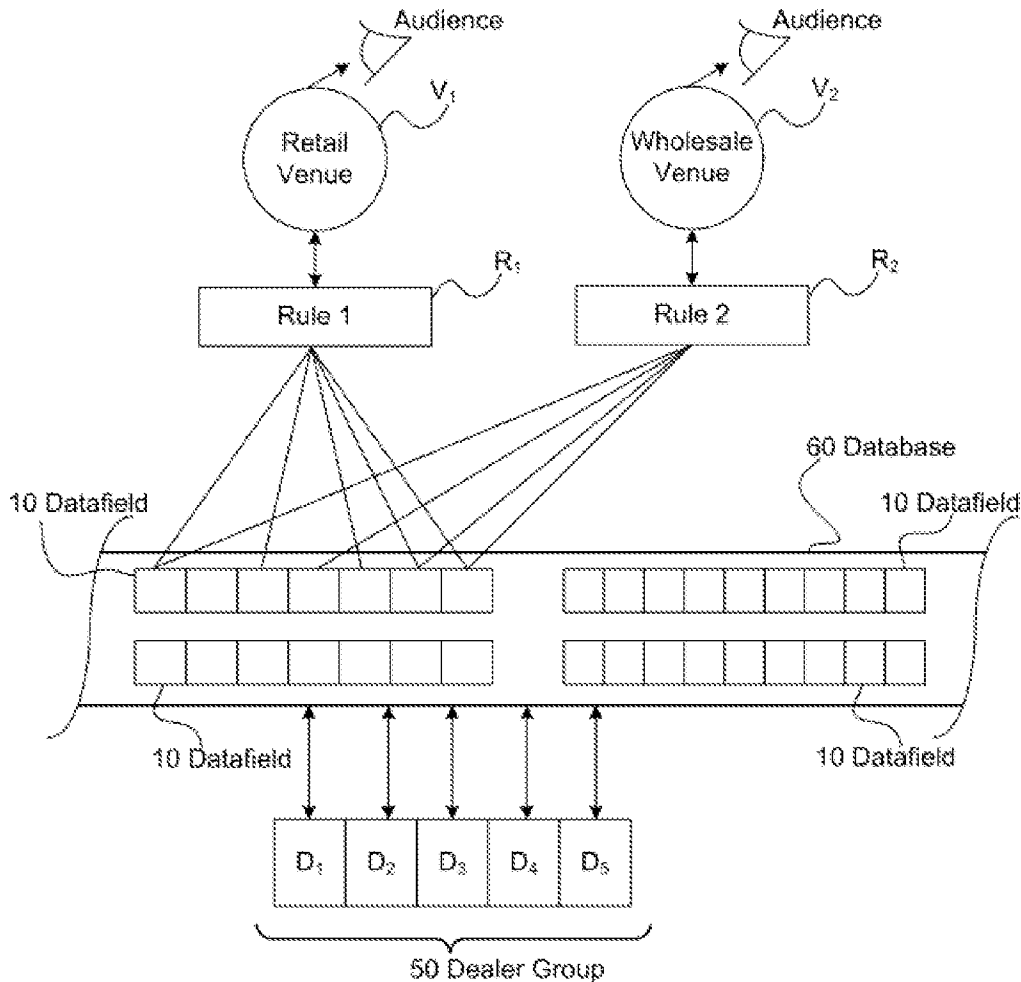 Audience
Audience
V₁
V₂
Retail
Venue
Wholesale
Venue
R₁
R₂
Rule 1
Rule 2
60 Database
10 Datafield
10 Datafield
10 Datafield
10 Datafield
D₁ D₂ D₃ D₄ D₅
50 Dealer Group